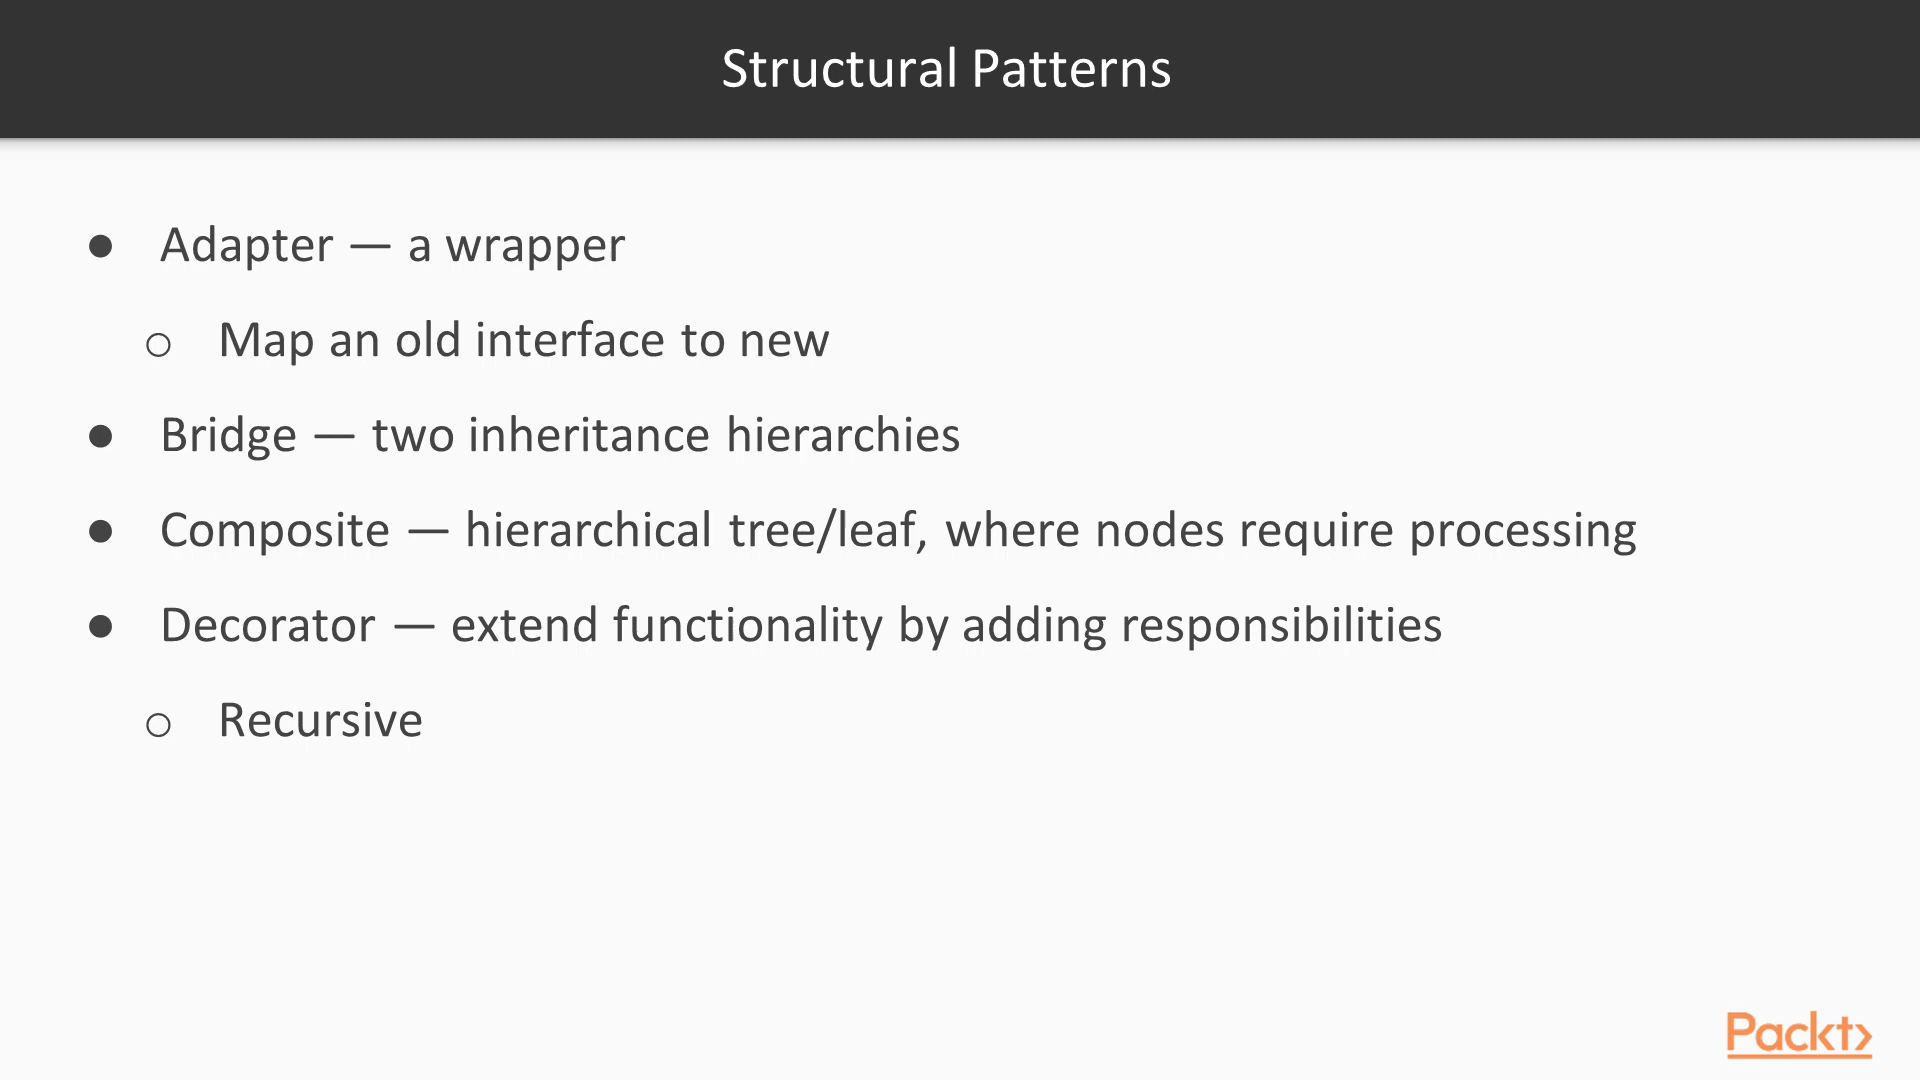 Structural Patterns
● Adapter — a wrapper
○ Map an old interface to new
● Bridge — two inheritance hierarchies
● Composite — hierarchical tree/leaf, where nodes require processing
● Decorator — extend functionality by adding responsibilities
○ Recursive
Packt>